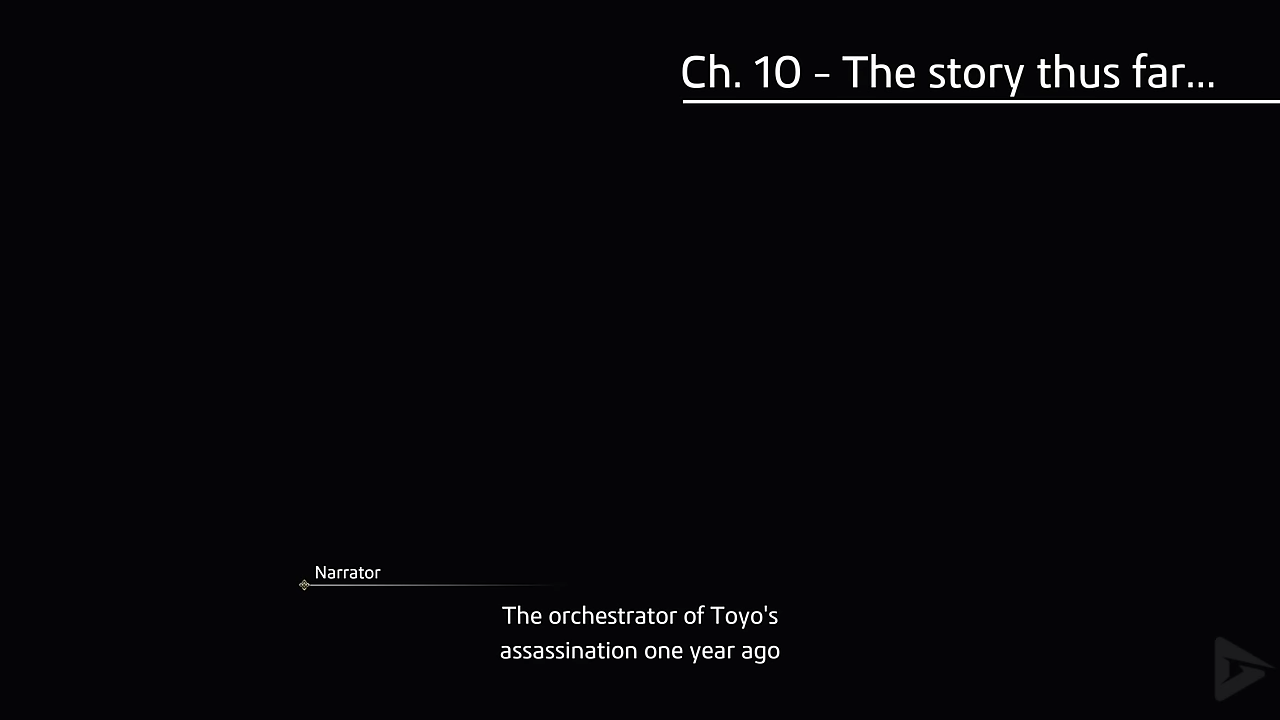 Ch. 10 – The story thus far...
Narrator
The orchestrator of Toyo's
assassination one year ago